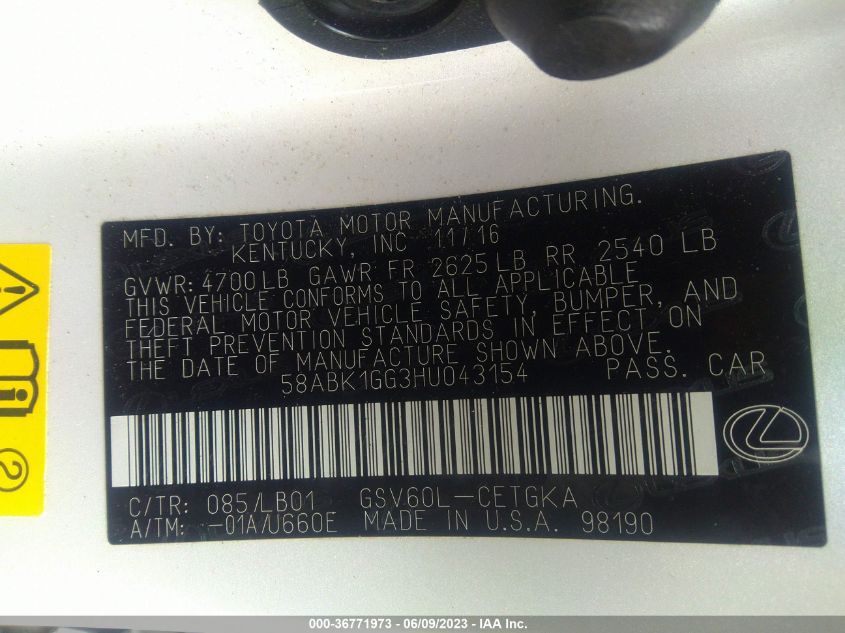 MFD. BY: TOYOTA MOTOR MANUFACTURING.
KENTUCKY, INC 11/16
GVWR: 4700LB GAWR FR 2625 LB RR 2540 LB
THIS VEHICLE CONFORMS TO ALL APPLICABLE
FEDERAL MOTOR VEHICLE SAFETY, BUMPER, AND
THEFT PREVENTION STANDARDS IN EFFECT ON
THE DATE OF MANUFACTURE SHOWN ABOVE.
58ABK1GG3HU043154 PASS. CAR
C/TR: 085/LB01 GSV60L-CETGKA
A/TM: -01A/U660E MADE IN U.S.A. 98190
2
000-36771973 | 06/09/2023 - IAA Inc.